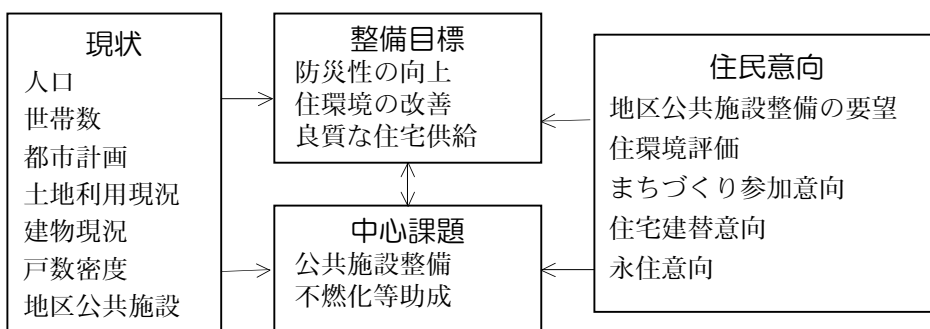 現状
人口
世帯数
都市計画
土地利用現況
建物現況
戸数密度
地区公共施設
整備目標
防災性の向上
住環境の改善
良質な住宅供給
中心課題
公共施設整備
不燃化等助成
住民意向
地区公共施設整備の要望
住環境評価
まちづくり参加意向
住宅建替意向
永住意向